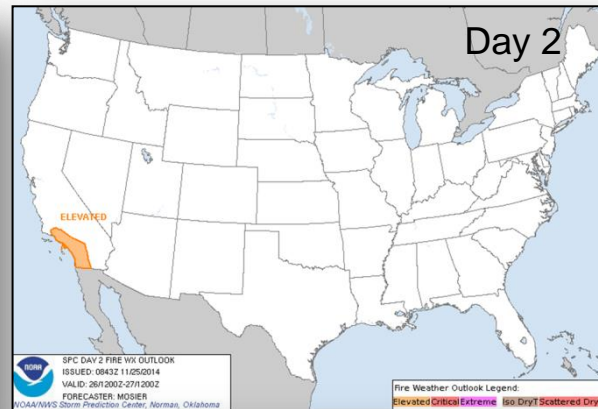 Day 2
ELEVATED
NOAA
SPC DAY 2 FIRE WX OUTLOOK
ISSUED: 0843Z 11/25/2014
VALID: 26/1200Z-27/1200Z
FORECASTER: MOSIER
NOAA/NWS Storm Prediction Center, Norman, Oklahoma
Fire Weather Outlook Legend:
Elevated Critical Extreme Iso DryT Scattered Dry